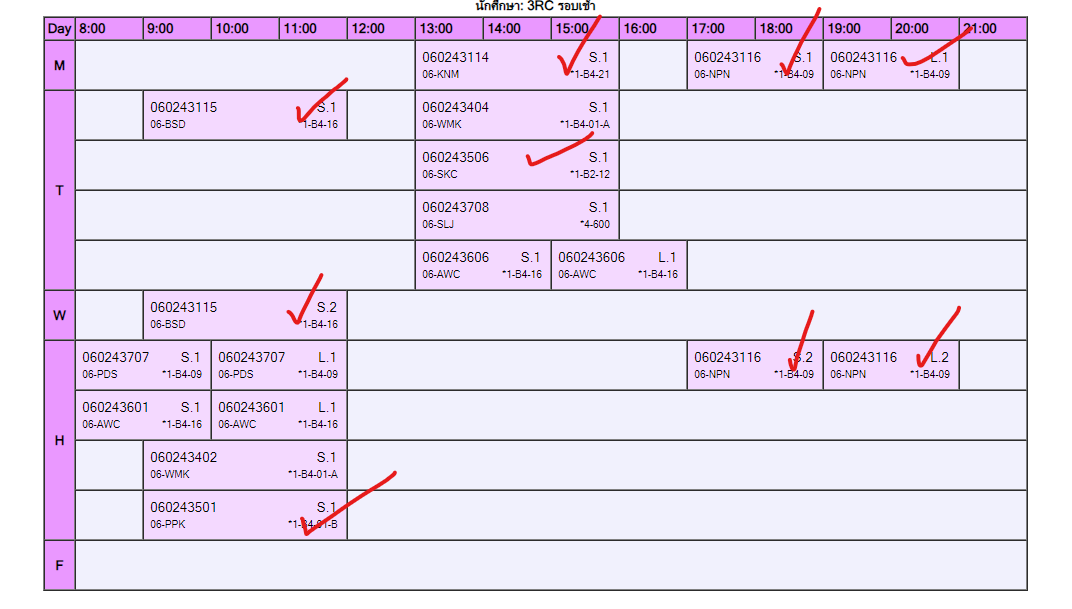 นักศึกษา: 3RC รอบเช้า
Day 8:00 9:00 10:00 11:00 12:00 13:00 14:00 15:00 16:00 17:00 18:00 19:00 20:00 21:00
M
060243114 S.1
06-KNM *1-B4-21
060243116 S.1
06-NPN *1-B4-09
060243116 L.1
06-NPN *1-B4-09
T
060243115 S.1
06-BSD *1-B4-16
060243404 S.1
06-WMK *1-B4-01-A
060243506 S.1
06-SKC *1-B2-12
060243708 S.1
06-SLJ *4-600
060243606 S.1
06-AWC *1-B4-16
060243606 L.1
06-AWC *1-B4-16
W
060243115 S.2
06-BSD *1-B4-16
H
060243707 S.1
06-PDS *1-B4-09
060243707 L.1
06-PDS *1-B4-09
060243116 S.2
06-NPN *1-B4-09
060243116 L.2
06-NPN *1-B4-09
060243601 S.1
06-AWC *1-B4-16
060243601 L.1
06-AWC *1-B4-16
060243402 S.1
06-WMK *1-B4-01-A
060243501 S.1
06-PPK *1-B4-01-B
F